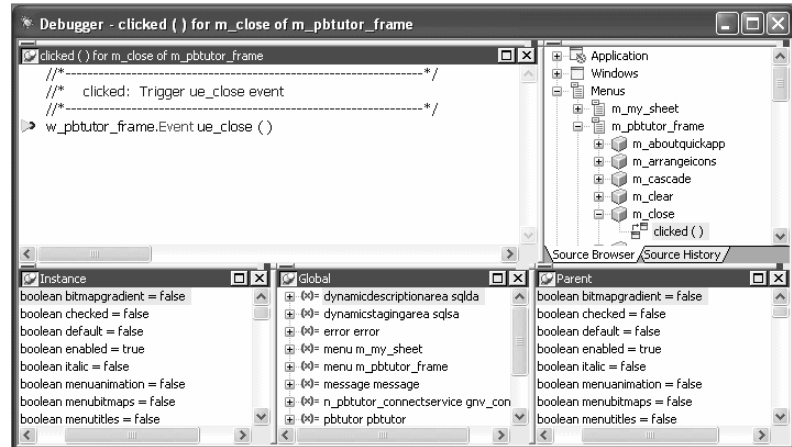 Debugger - clicked ( ) for m_close of m_pbtutor_frame
clicked ( ) for m_close of m_pbtutor_frame
//*----------------------------------------------------------------------*/
//* clicked: Trigger ue_close event
//*----------------------------------------------------------------------*/
w_pbtutor_frame.Event ue_close ( )
Application
Windows
Menus
m_my_sheet
m_pbtutor_frame
m_aboutquickapp
m_arrangeicons
m_cascade
m_clear
m_close
clicked ( )
Source Browser Source History
Instance
boolean bitmapgradient = false
boolean checked = false
boolean default = false
boolean enabled = true
boolean italic = false
boolean menuanimation = false
boolean menubitmaps = false
boolean menutitles = false
Global
(x)= dynamicdescriptionarea sqlda
(x)= dynamicstagingarea sqlsa
(x)= error error
(x)= menu m_my_sheet
(x)= menu m_pbtutor_frame
(x)= message message
(x)= n_pbtutor_connectservice gnv_con
(x)= pbtutor pbtutor
Parent
boolean bitmapgradient = false
boolean checked = false
boolean default = false
boolean enabled = true
boolean italic = false
boolean menuanimation = false
boolean menubitmaps = false
boolean menutitles = false